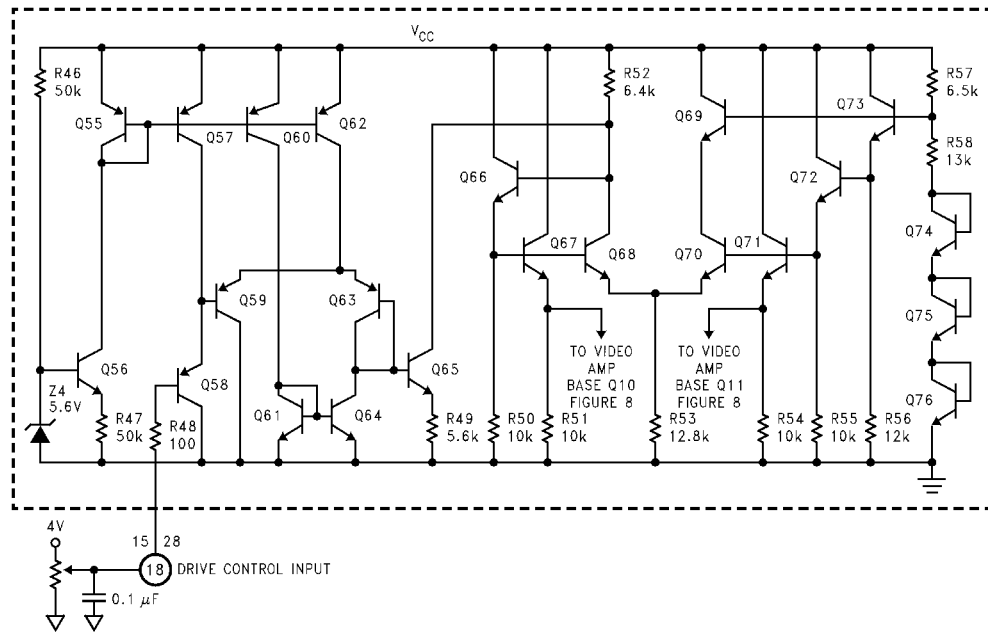 VCC
R46
50k
Q55
Q57
Q60
Q62
R52
6.4k
Q69
Q73
R57
6.5k
R58
13k
Q66
Q72
Q74
Q67
Q68
Q70
Q71
Q59
Q63
Q75
TO VIDEO
AMP
BASE Q10
FIGURE 8
TO VIDEO
AMP
BASE Q11
FIGURE 8
Q56
Q58
Q65
Q76
Z4
5.6V
R47
50k
R48
100
Q61
Q64
R49
5.6k
R50
10k
R51
10k
R53
12.8k
R54
10k
R55
10k
R56
12k
4V
15 28
18 DRIVE CONTROL INPUT
0.1 μF